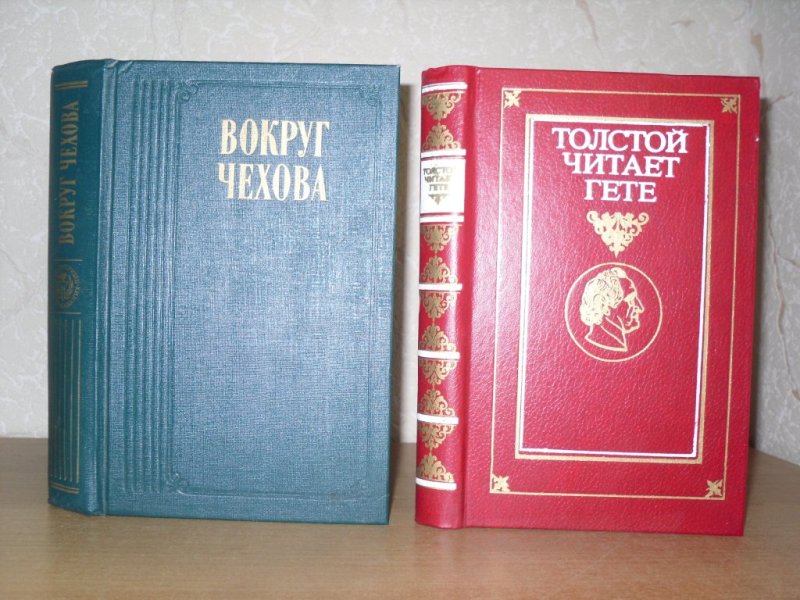 ВОКРУГ ЧЕХОВА
ВОКРУГ
ЧЕХОВА
ТОЛСТОЙ
ЧИТАЕТ
ГЕТЕ
ТОЛСТОЙ
ЧИТАЕТ
ГЕТЕ